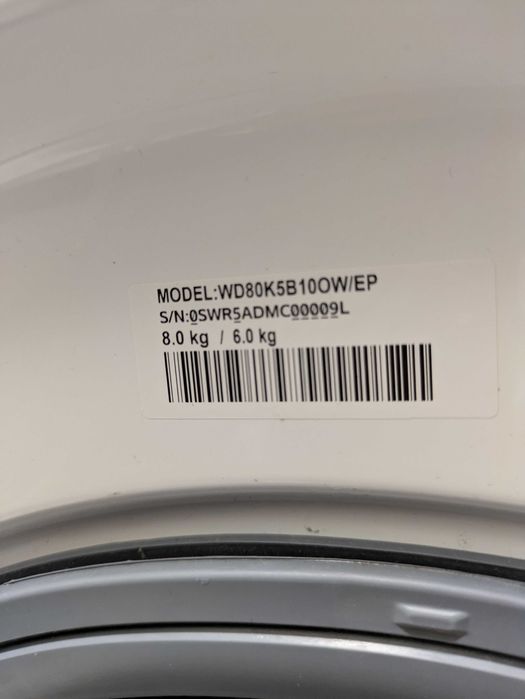 MODEL:WD80K5B10OW/EP
S/N:0SWR5ADMC00009L
8.0 kg / 6.0 kg